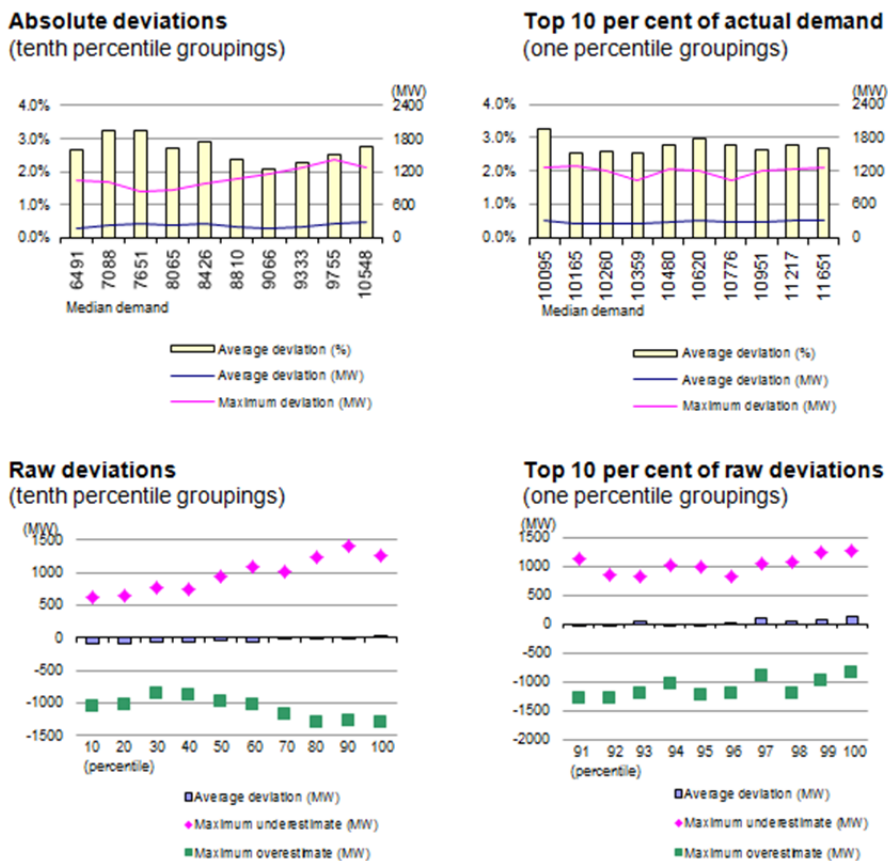 Absolute deviations
(tenth percentile groupings)
(MW)
4.0%
3.0%
2.0%
1.0%
0.0%
2400
1800
1200
600
0
6491
7088
7651
8065
8426
8810
9066
9333
9755
10548
Median demand
Average deviation (%)
Average deviation (MW)
Maximum deviation (MW)
Top 10 per cent of actual demand
(one percentile groupings)
(MW)
4.0%
3.0%
2.0%
1.0%
0.0%
2400
1800
1200
600
0
10095
10165
10260
10359
10480
10620
10776
10951
11217
11651
Median demand
Average deviation (%)
Average deviation (MW)
Maximum deviation (MW)
Raw deviations
(tenth percentile groupings)
(MW)
1500
1000
500
0
-500
-1000
-1500
10 20 30 40 50 60 70 80 90 100
(percentile)
Average deviation (MW)
Maximum underestimate (MW)
Maximum overestimate (MW)
Top 10 per cent of raw deviations
(one percentile groupings)
(MW)
1500
1000
500
0
-500
-1000
-1500
-2000
91 92 93 94 95 96 97 98 99 100
(percentile)
Average deviation (MW)
Maximum underestimate (MW)
Maximum overestimate (MW)